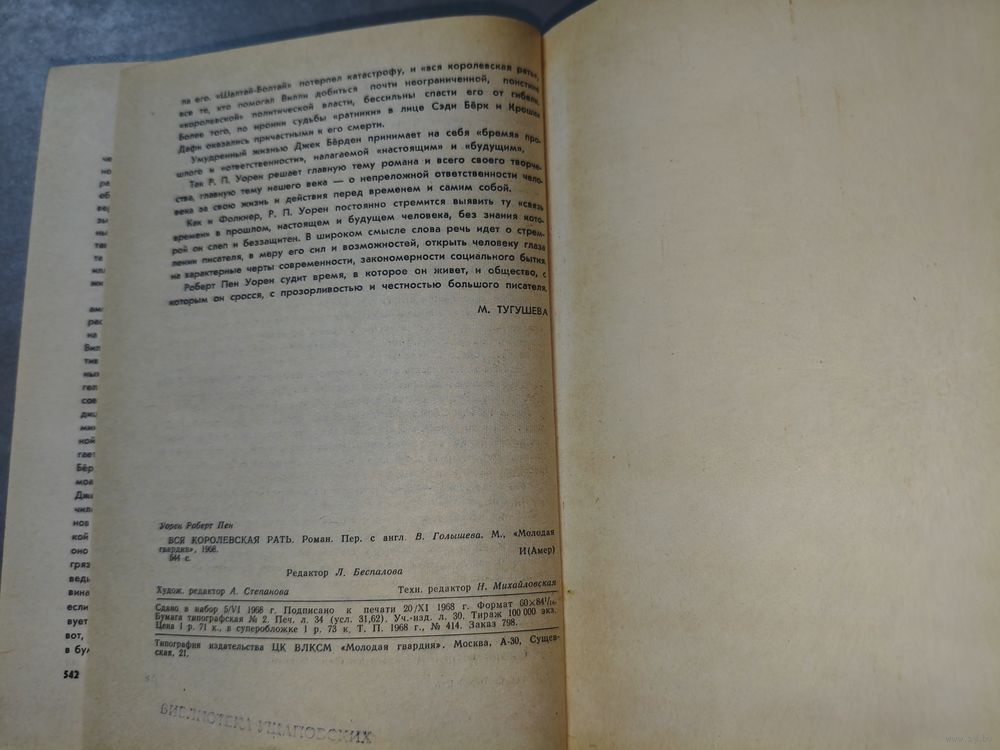 ла его. «Шалтай-Болтай» потерпел катастрофу, и «вся королевская рать»,
все те, кто помогал Вилли добиться почти неограниченной, поистине
«королевской» политической власти, бессильны спасти его от гибели.
Более того, по иронии судьбы «ратники» в лице Сэди Бёрк и Крошки
Дафи оказались причастными к его смерти.
Умудренный жизнью Джек Бёрден принимает на себя «бремя» про-
шлого и «ответственности», налагаемой «настоящим» и «будущим».
Так Р. П. Уорен решает главную тему романа и всего своего творче-
ства, главную тему нашего века — о непреложной ответственности чело-
века за свою жизнь и действия перед временем и самим собой.
Как и Фолкнер, Р. П. Уорен постоянно стремится выявить ту «связь
времен» в прошлом, настоящем и будущем человека, без знания кото-
рой он слеп и беззащитен. В широком смысле слова речь идет о стрем-
лении писателя, в меру его сил и возможностей, открыть человеку глаза
на характерные черты современности, закономерности социального бытия.
Роберт Пен Уорен судит время, в которое он живет, и общество, с
которым он сросся, с прозорливостью и честностью большого писателя.
М. ТУГУШЕВА
Уорен Роберт Пен
ВСЯ КОРОЛЕВСКАЯ РАТЬ. Роман. Пер. с англ. В. Голышева. М., «Молодая
гвардия», 1968.
544 с.
И(Амер)
Редактор Л. Беспалова
Худож. редактор А. Степанова Техн. редактор Н. Михайловская
Сдано в набор 5/VI 1968 г. Подписано к печати 20/XI 1968 г. Формат 60×84¹/₁₆.
Бумага типографская № 2. Печ. л. 34 (усл. 31,62). Уч.-изд. л. 30. Тираж 100 000 экз.
Цена 1 р. 71 к., в суперобложке 1 р. 73 к. Т. П. 1968 г., № 414. Заказ 798.
Типография издательства ЦК ВЛКСМ «Молодая гвардия». Москва, А-30, Сущев-
ская, 21.
БИБЛИОТЕКА УЩАПОВСКИХ
542